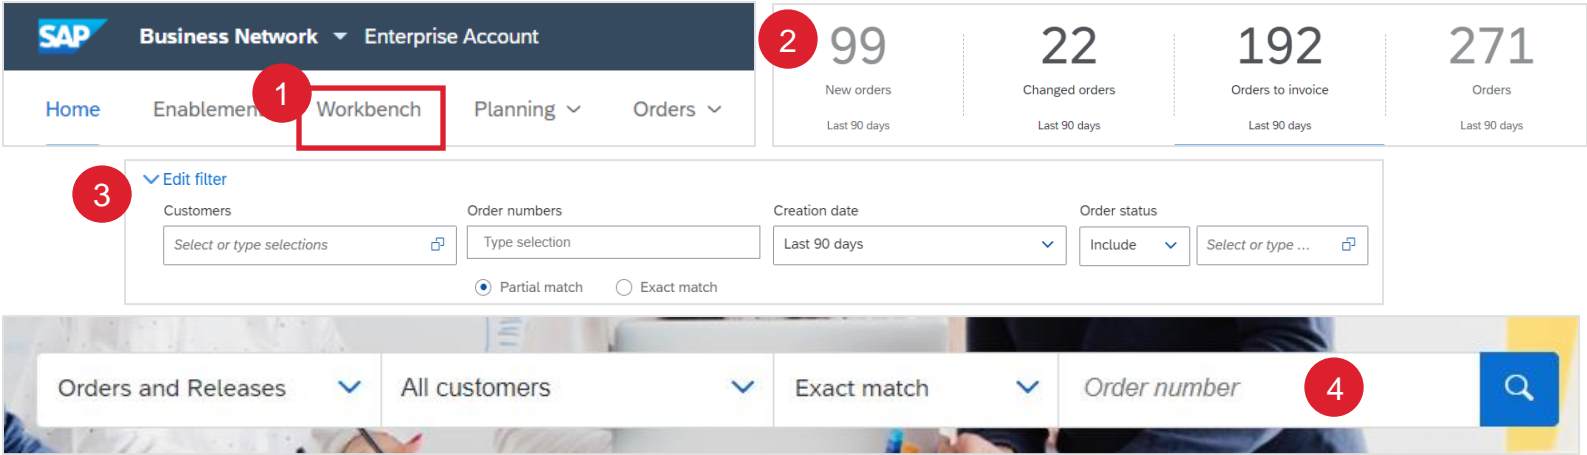 SAP Business Network Enterprise Account
1
Home Enablement Workbench Planning Orders
2
99 22 192 271
New orders Changed orders Orders to invoice Orders
Last 90 days Last 90 days Last 90 days Last 90 days
3
Edit filter
Customers Order numbers Creation date Order status
Select or type selections Type selection Last 90 days Include Select or type ...
Partial match Exact match
Orders and Releases All customers Exact match Order number 4